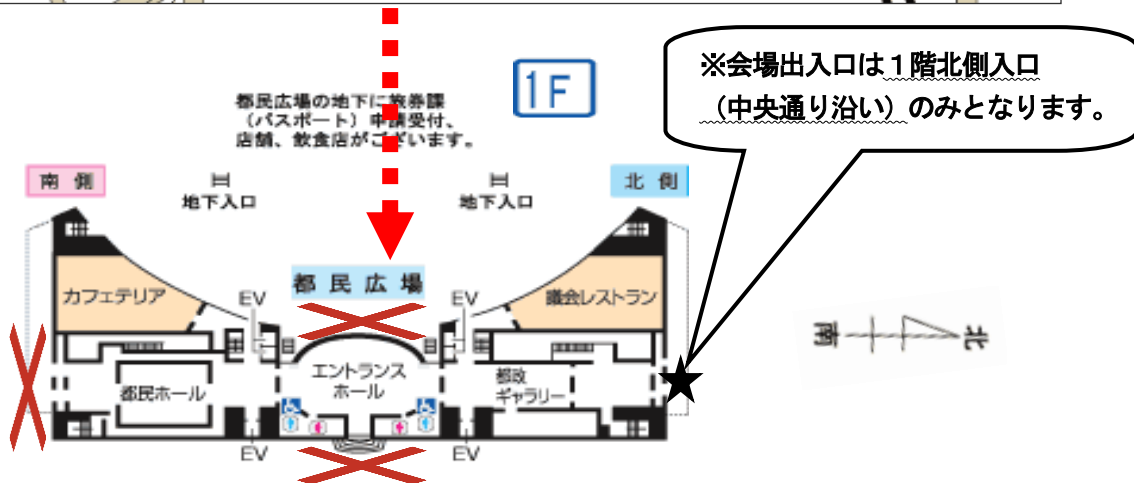 ※会場出入口は１階北側入口
（中央通り沿い）のみとなります。
1F
都民広場の地下に旅券課
（パスポート）申請受付、
店舗、飲食店がございます。
南側
地下入口
地下入口
北側
都民広場
カフェテリア
EV
EV
議会レストラン
都民ホール
エントランス
ホール
都政
ギャラリー
EV
EV
南
北